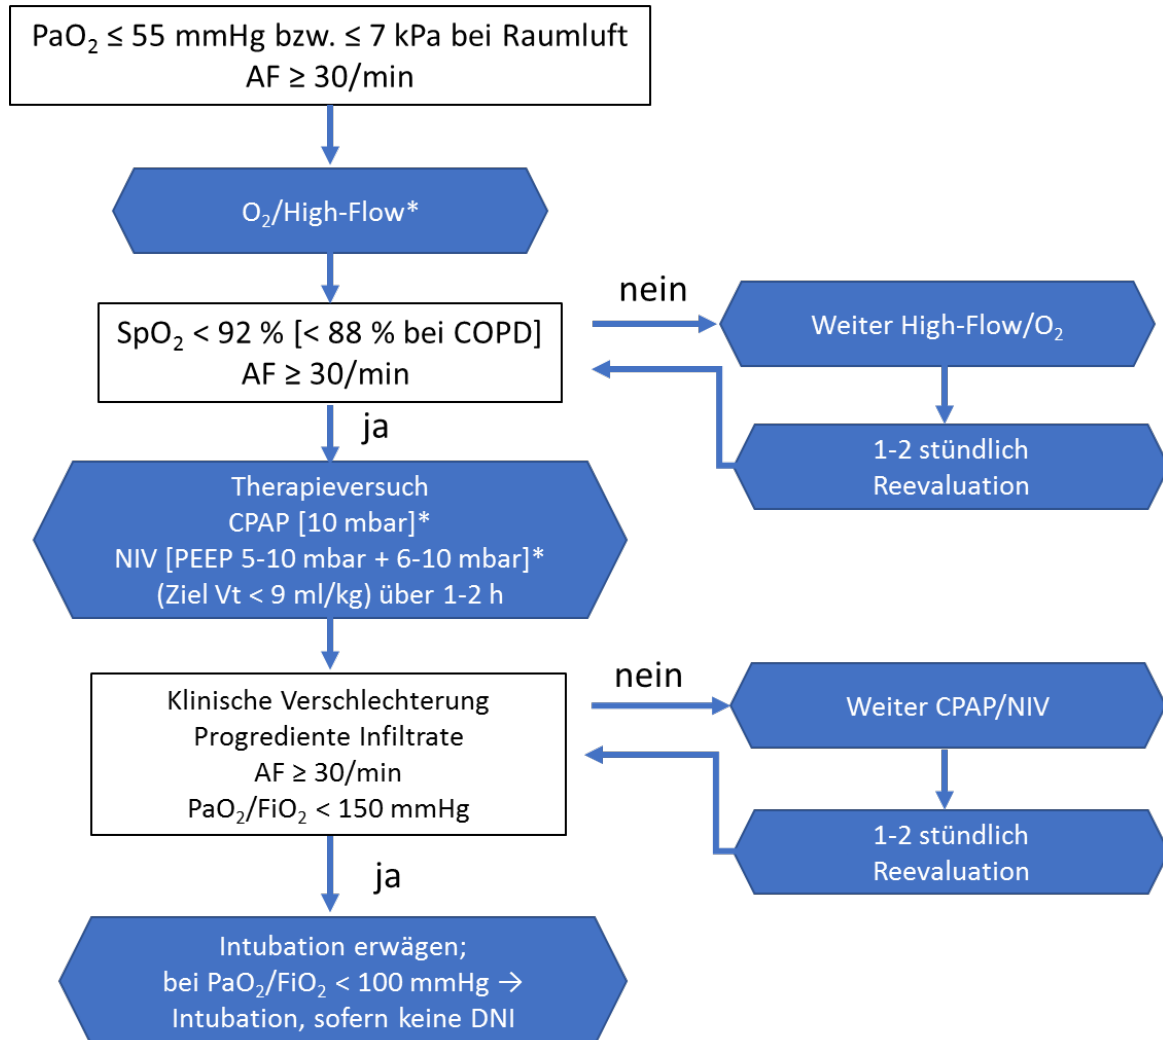 PaO₂ ≤ 55 mmHg bzw. ≤ 7 kPa bei Raumluft
AF ≥ 30/min
O₂/High-Flow*
SpO₂ < 92 % [< 88 % bei COPD]
AF ≥ 30/min
nein
Weiter High-Flow/O₂
1-2 stündlich
Reevaluation
ja
Therapieversuch
CPAP [10 mbar]*
NIV [PEEP 5-10 mbar + 6-10 mbar]*
(Ziel Vt < 9 ml/kg) über 1-2 h
Klinische Verschlechterung
Progrediente Infiltrate
AF ≥ 30/min
PaO₂/FiO₂ < 150 mmHg
nein
Weiter CPAP/NIV
1-2 stündlich
Reevaluation
ja
Intubation erwägen;
bei PaO₂/FiO₂ < 100 mmHg →
Intubation, sofern keine DNI